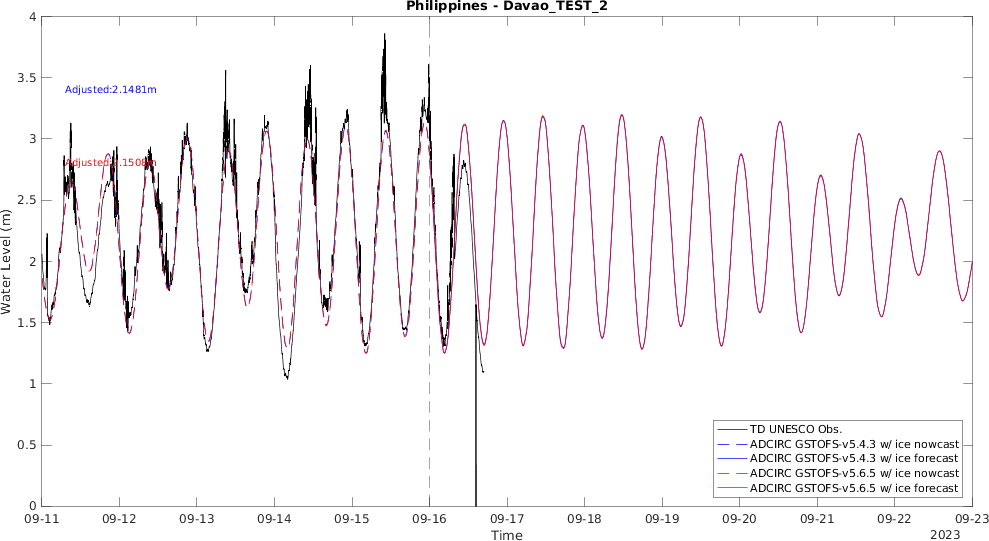 Philippines - Davao_TEST_2
4
3.5
3
2.5
2
1.5
1
0.5
0
Water Level (m)
Adjusted:2.1481m
Adjusted:2.1508m
TD UNESCO Obs.
ADCIRC GSTOFS-v5.4.3 w/ ice nowcast
ADCIRC GSTOFS-v5.4.3 w/ ice forecast
ADCIRC GSTOFS-v5.6.5 w/ ice nowcast
ADCIRC GSTOFS-v5.6.5 w/ ice forecast
09-11 09-12 09-13 09-14 09-15 09-16 09-17 09-18 09-19 09-20 09-21 09-22 09-23
Time
2023